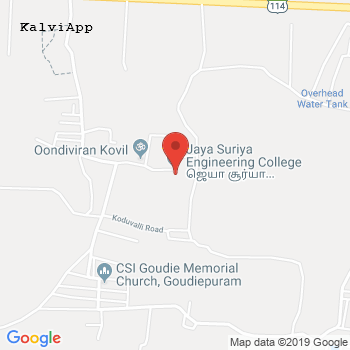 KalviApp
114
Overhead
Water Tank
Oondiviran Kovil
Jaya Suriya
Engineering College
ஜெயா சூர்யா...
Koduvalli Road
CSI Goudie Memorial
Church, Goudiepuram
Google
Map data ©2019 Google